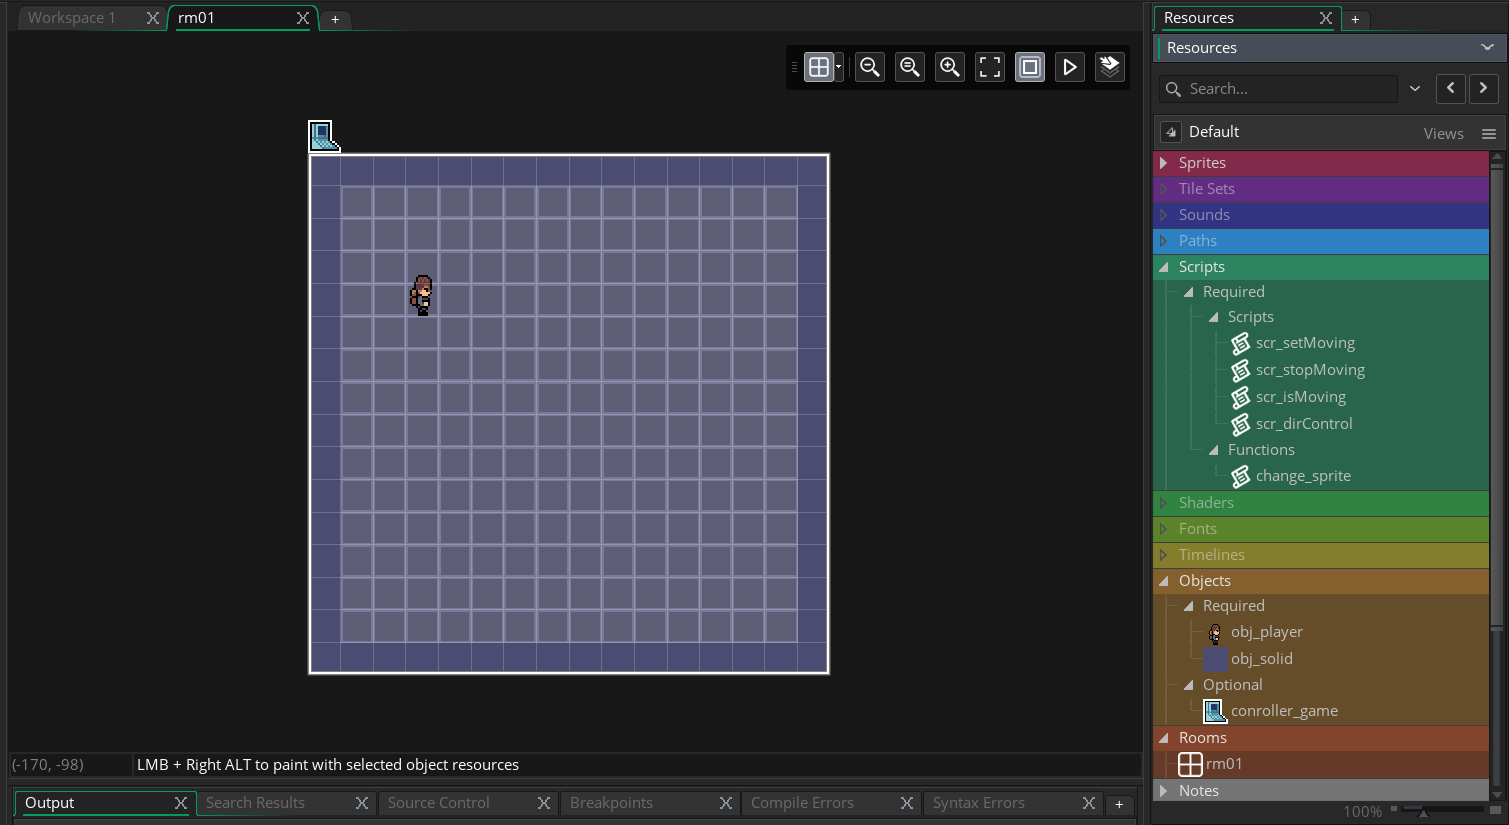 Workspace 1
rm01
+
Resources
+
Resources
Search...
Default
Views
Sprites
Tile Sets
Sounds
Paths
Scripts
Required
Scripts
scr_setMoving
scr_stopMoving
scr_isMoving
scr_dirControl
Functions
change_sprite
Shaders
Fonts
Timelines
Objects
Required
obj_player
obj_solid
Optional
conroller_game
Rooms
rm01
Notes
100%
(-170, -98)
LMB + Right ALT to paint with selected object resources
Output
Search Results
Source Control
Breakpoints
Compile Errors
Syntax Errors
+